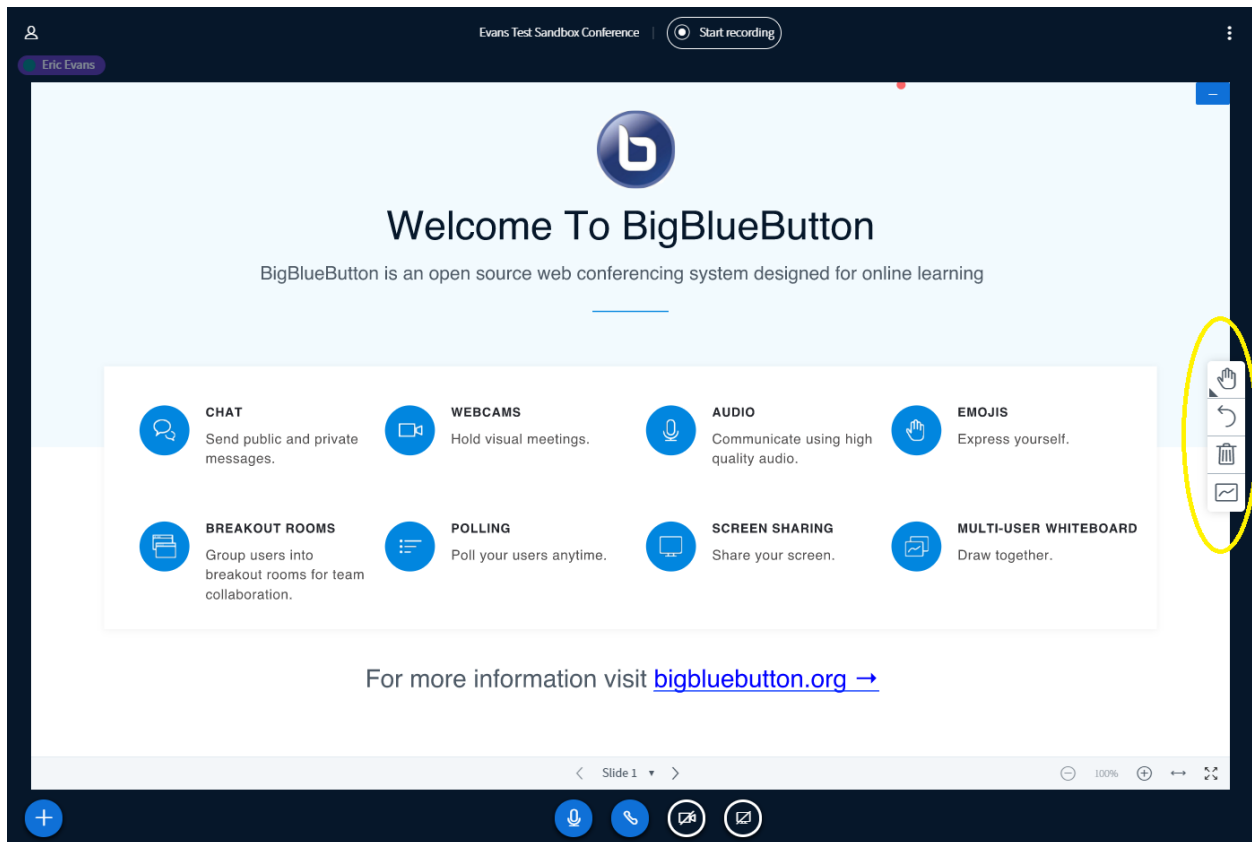 Evans Test Sandbox Conference
Start recording
Eric Evans
Welcome To BigBlueButton
BigBlueButton is an open source web conferencing system designed for online learning
CHAT
Send public and private
messages.
WEBCAMS
Hold visual meetings.
AUDIO
Communicate using high
quality audio.
EMOJIS
Express yourself.
BREAKOUT ROOMS
Group users into
breakout rooms for team
collaboration.
POLLING
Poll your users anytime.
SCREEN SHARING
Share your screen.
MULTI-USER WHITEBOARD
Draw together.
For more information visit bigbluebutton.org →
Slide 1
100%